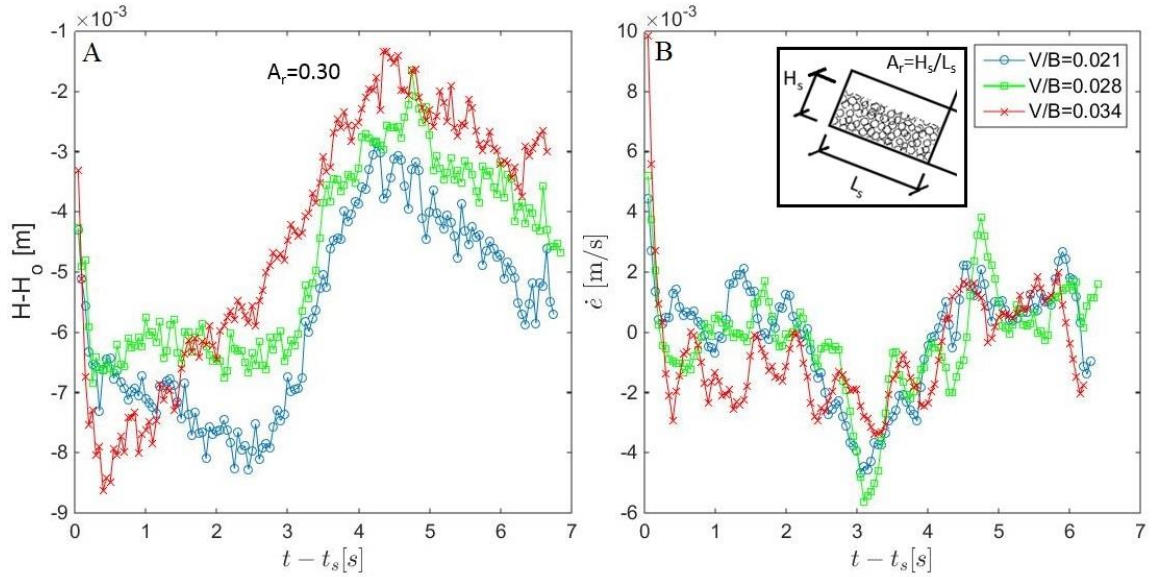 ×10⁻³
A
A_r=0.30
H-H_o [m]
-1
-2
-3
-4
-5
-6
-7
-8
-9
0 1 2 3 4 5 6 7
t − t_s[s]
×10⁻³
B
ė [m/s]
10
8
6
4
2
0
-2
-4
-6
0 1 2 3 4 5 6 7
t − t_s[s]
A_r=H_s/L_s
H_s
L_s
V/B=0.021
V/B=0.028
V/B=0.034